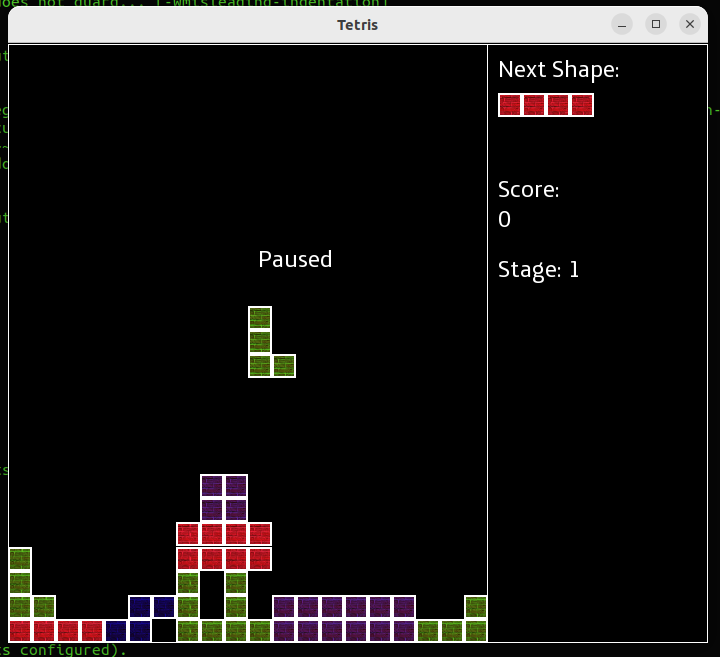 Tetris
Next Shape:
Score:
0
Paused
Stage: 1
s configured).